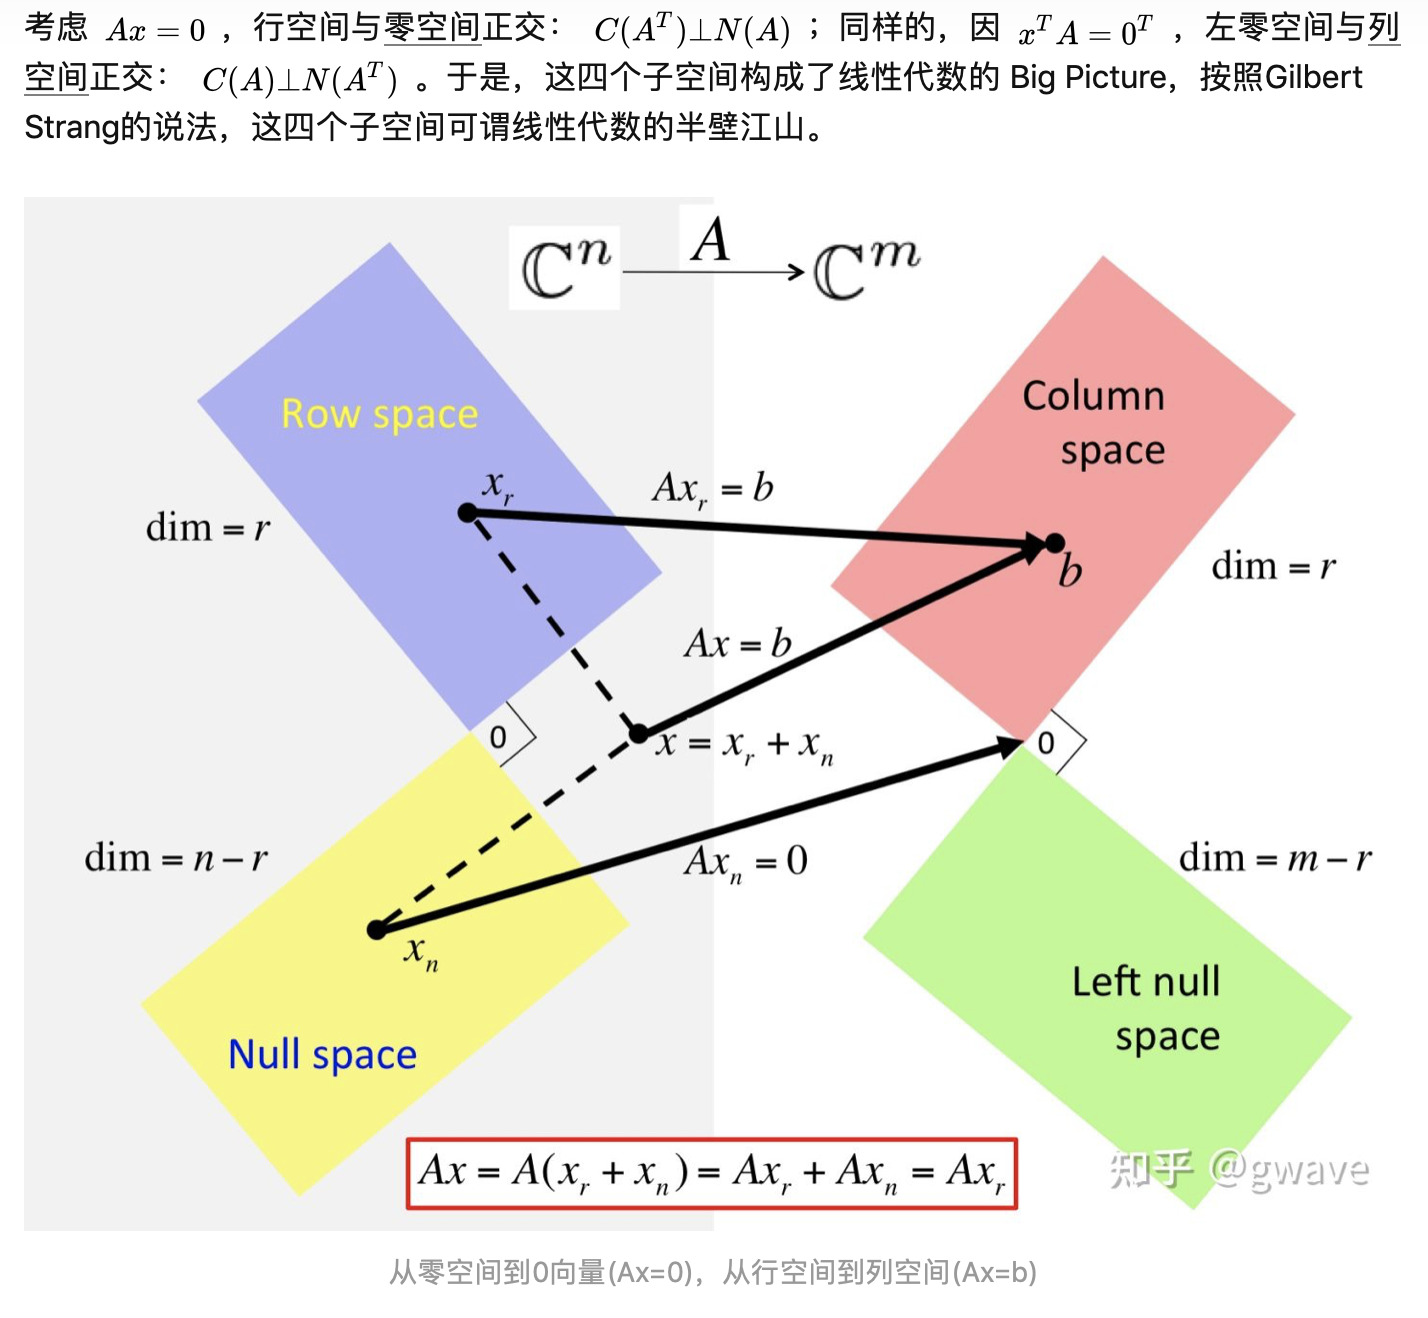 考虑 Ax = 0 ，行空间与零空间正交： C(A^T)⊥N(A) ；同样的，因 x^T A = 0^T ，左零空间与列
空间正交： C(A)⊥N(A^T) 。于是，这四个子空间构成了线性代数的 Big Picture，按照Gilbert
Strang的说法，这四个子空间可谓线性代数的半壁江山。
ℂ^n A ℂ^m
Row space
Column
space
x_r
Ax_r = b
dim = r
b
dim = r
Ax = b
0
x = x_r + x_n
0
dim = n − r
Ax_n = 0
dim = m − r
x_n
Left null
space
Null space
Ax = A(x_r + x_n) = Ax_r + Ax_n = Ax_r
知乎 @gwave
从零空间到0向量(Ax=0)，从行空间到列空间(Ax=b)